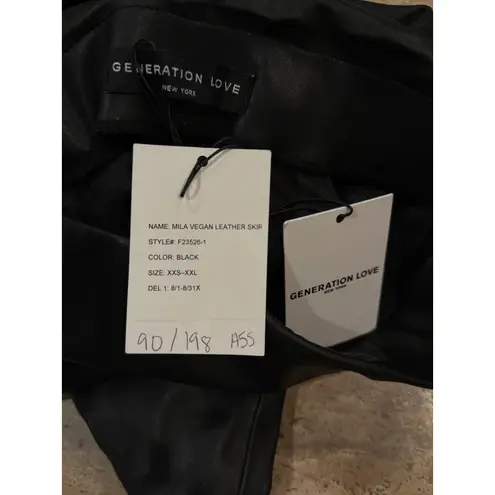 GENERATION LOVE
NEW YORK
NAME: MILA VEGAN LEATHER SKIR
STYLE#: F23526-1
COLOR: BLACK
SIZE: XXS-XXL
DEL 1: 8/1-8/31X
90/198 ASS
GENERATION LOVE
NEW YORK